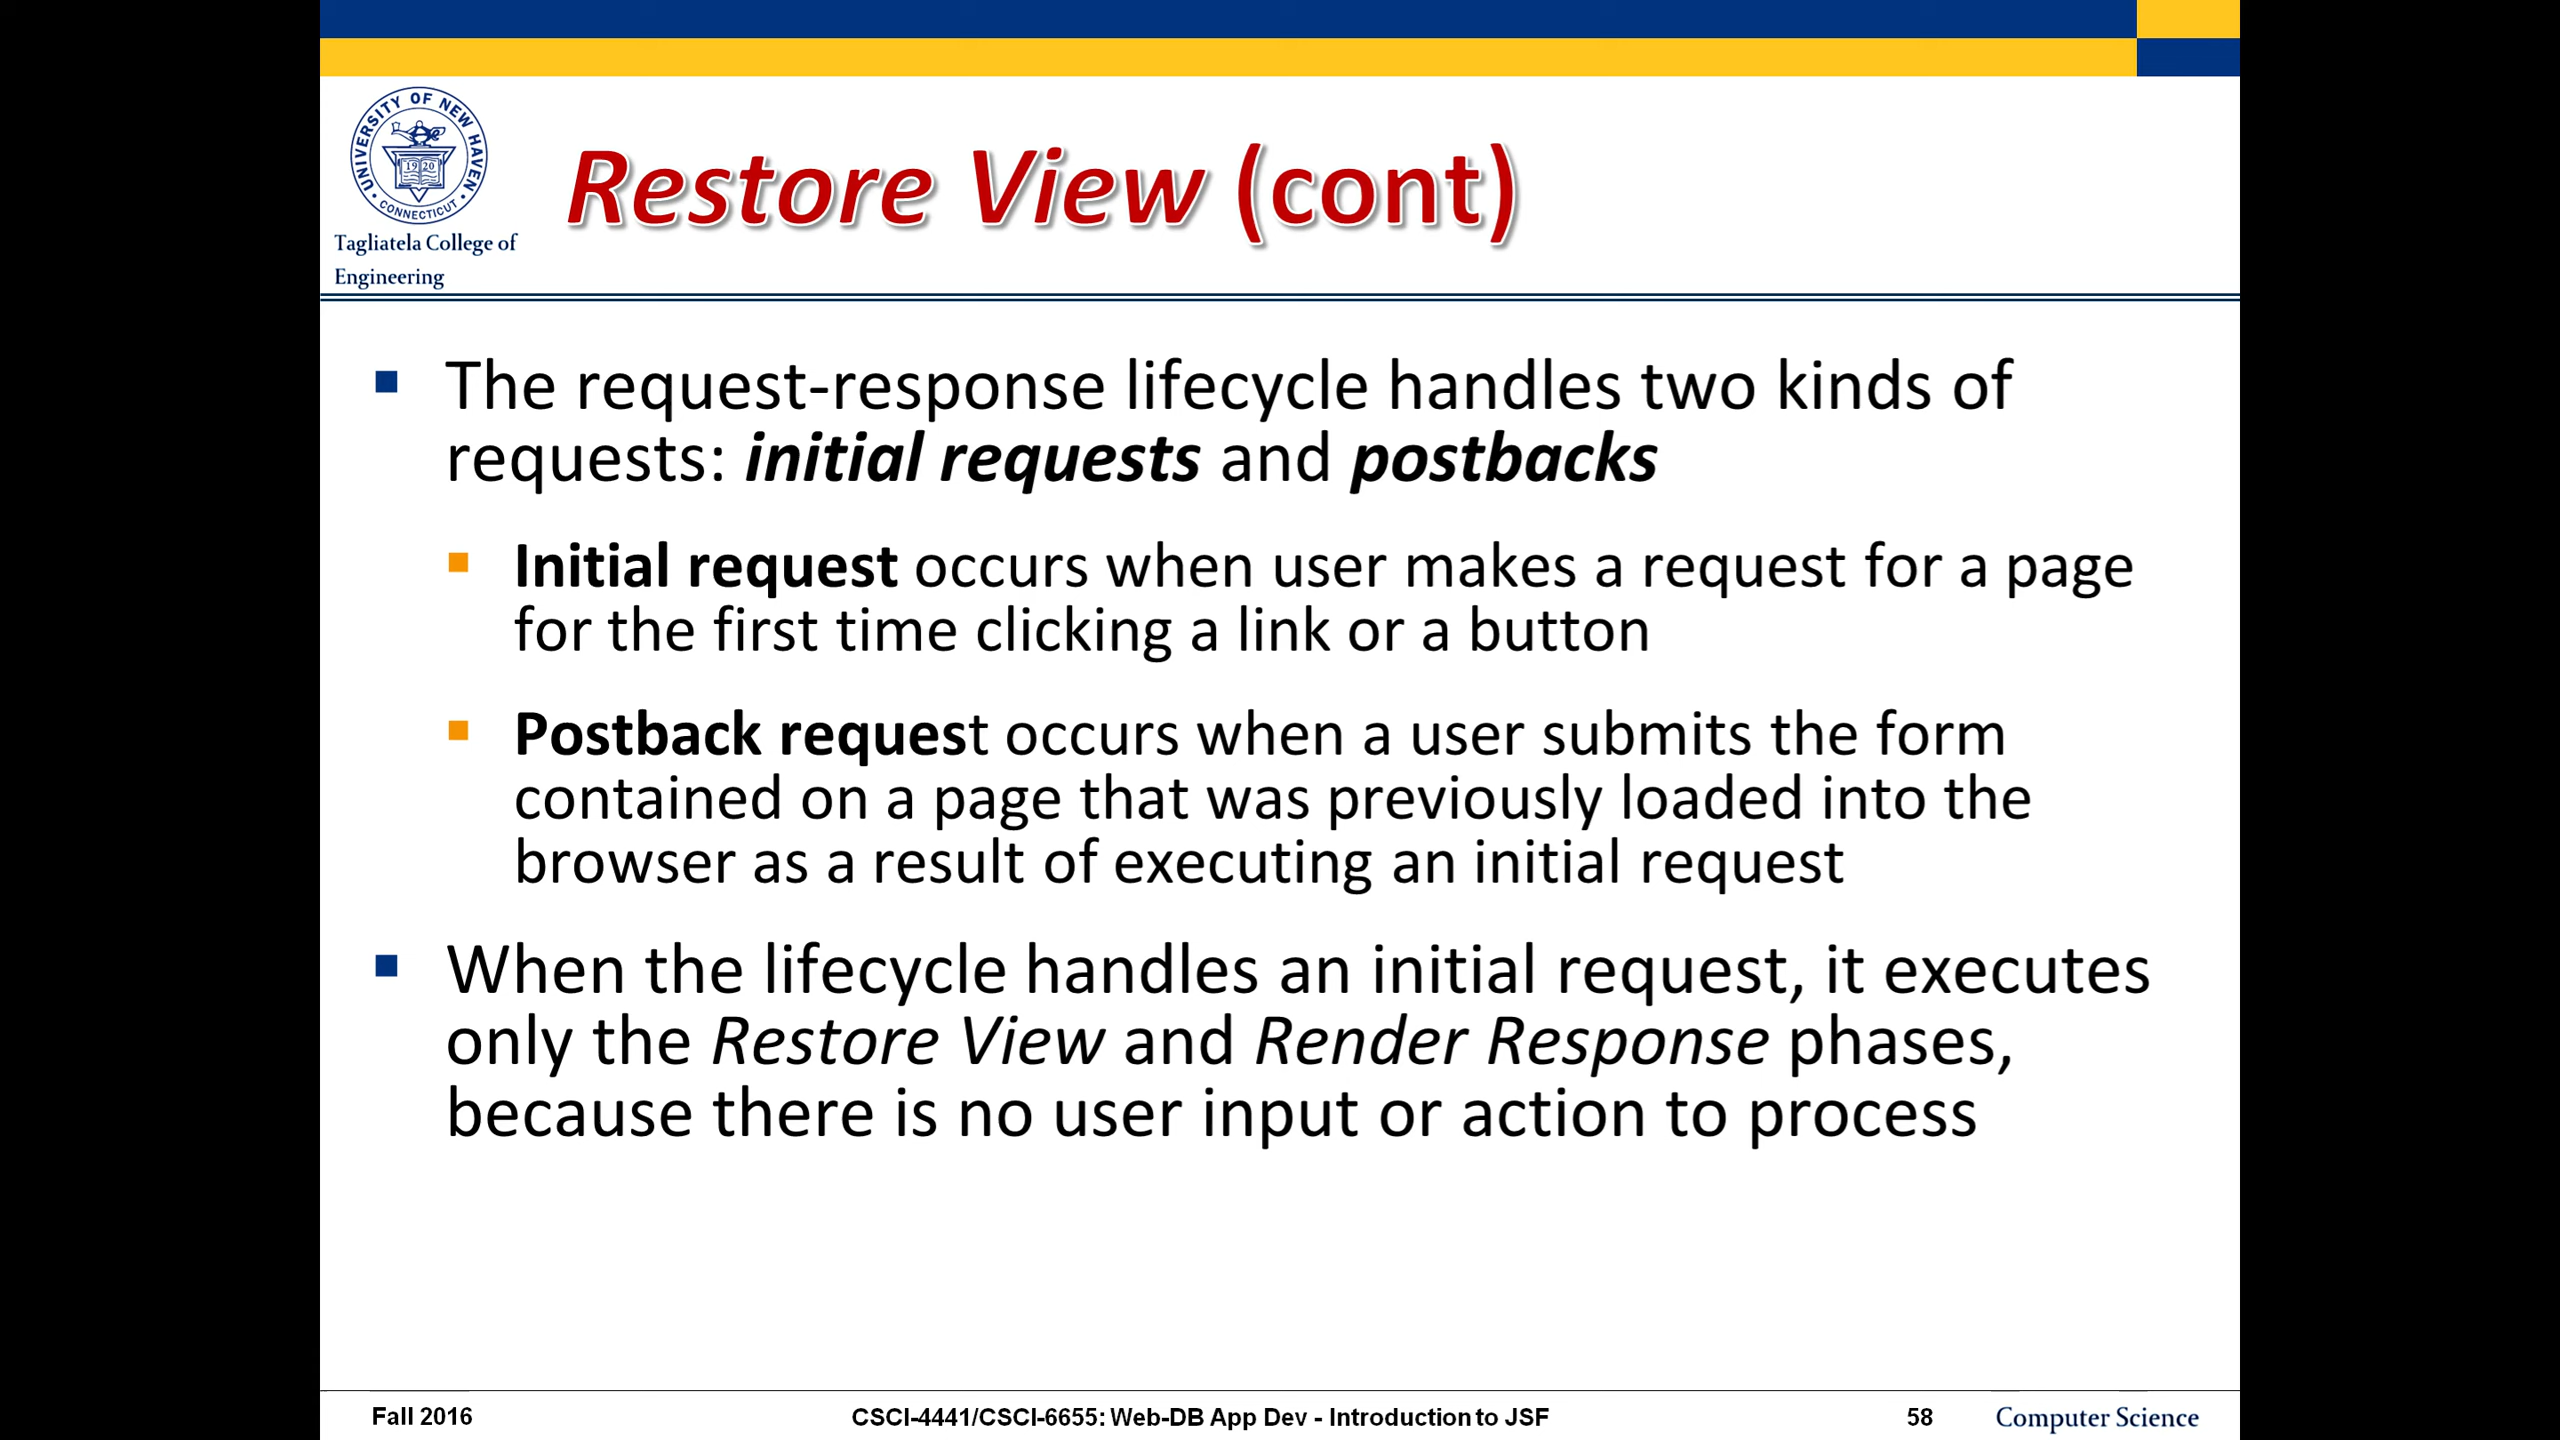 UNIVERSITY OF NEW HAVEN
1920
CONNECTICUT
Tagliatela College of
Engineering
Restore View (cont)
The request-response lifecycle handles two kinds of
requests: initial requests and postbacks
Initial request occurs when user makes a request for a page
for the first time clicking a link or a button
Postback request occurs when a user submits the form
contained on a page that was previously loaded into the
browser as a result of executing an initial request
When the lifecycle handles an initial request, it executes
only the Restore View and Render Response phases,
because there is no user input or action to process
Fall 2016
CSCI-4441/CSCI-6655: Web-DB App Dev - Introduction to JSF
58
Computer Science